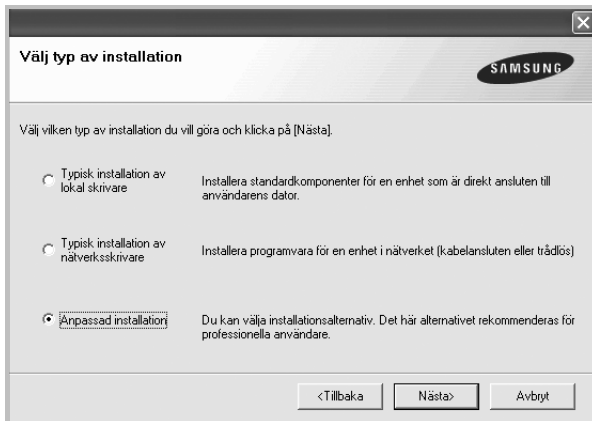 Välj typ av installation
SAMSUNG
Välj vilken typ av installation du vill göra och klicka på [Nästa].
Typisk installation av
lokal skrivare
Installera standardkomponenter för en enhet som är direkt ansluten till
användarens dator.
Typisk installation av
nätverksskrivare
Installera programvara för en enhet i nätverket (kabelansluten eller trådlös)
Anpassad installation
Du kan välja installationsalternativ. Det här alternativet rekommenderas för
professionella användare.
<Tillbaka
Nästa>
Avbryt